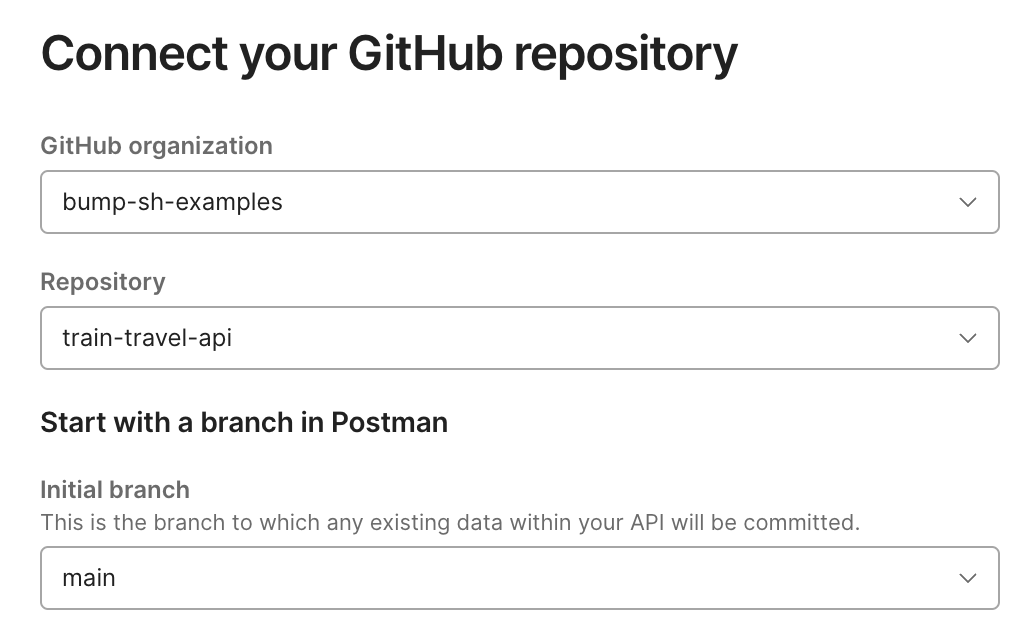 Connect your GitHub repository
GitHub organization
bump-sh-examples
Repository
train-travel-api
Start with a branch in Postman
Initial branch
This is the branch to which any existing data within your API will be committed.
main